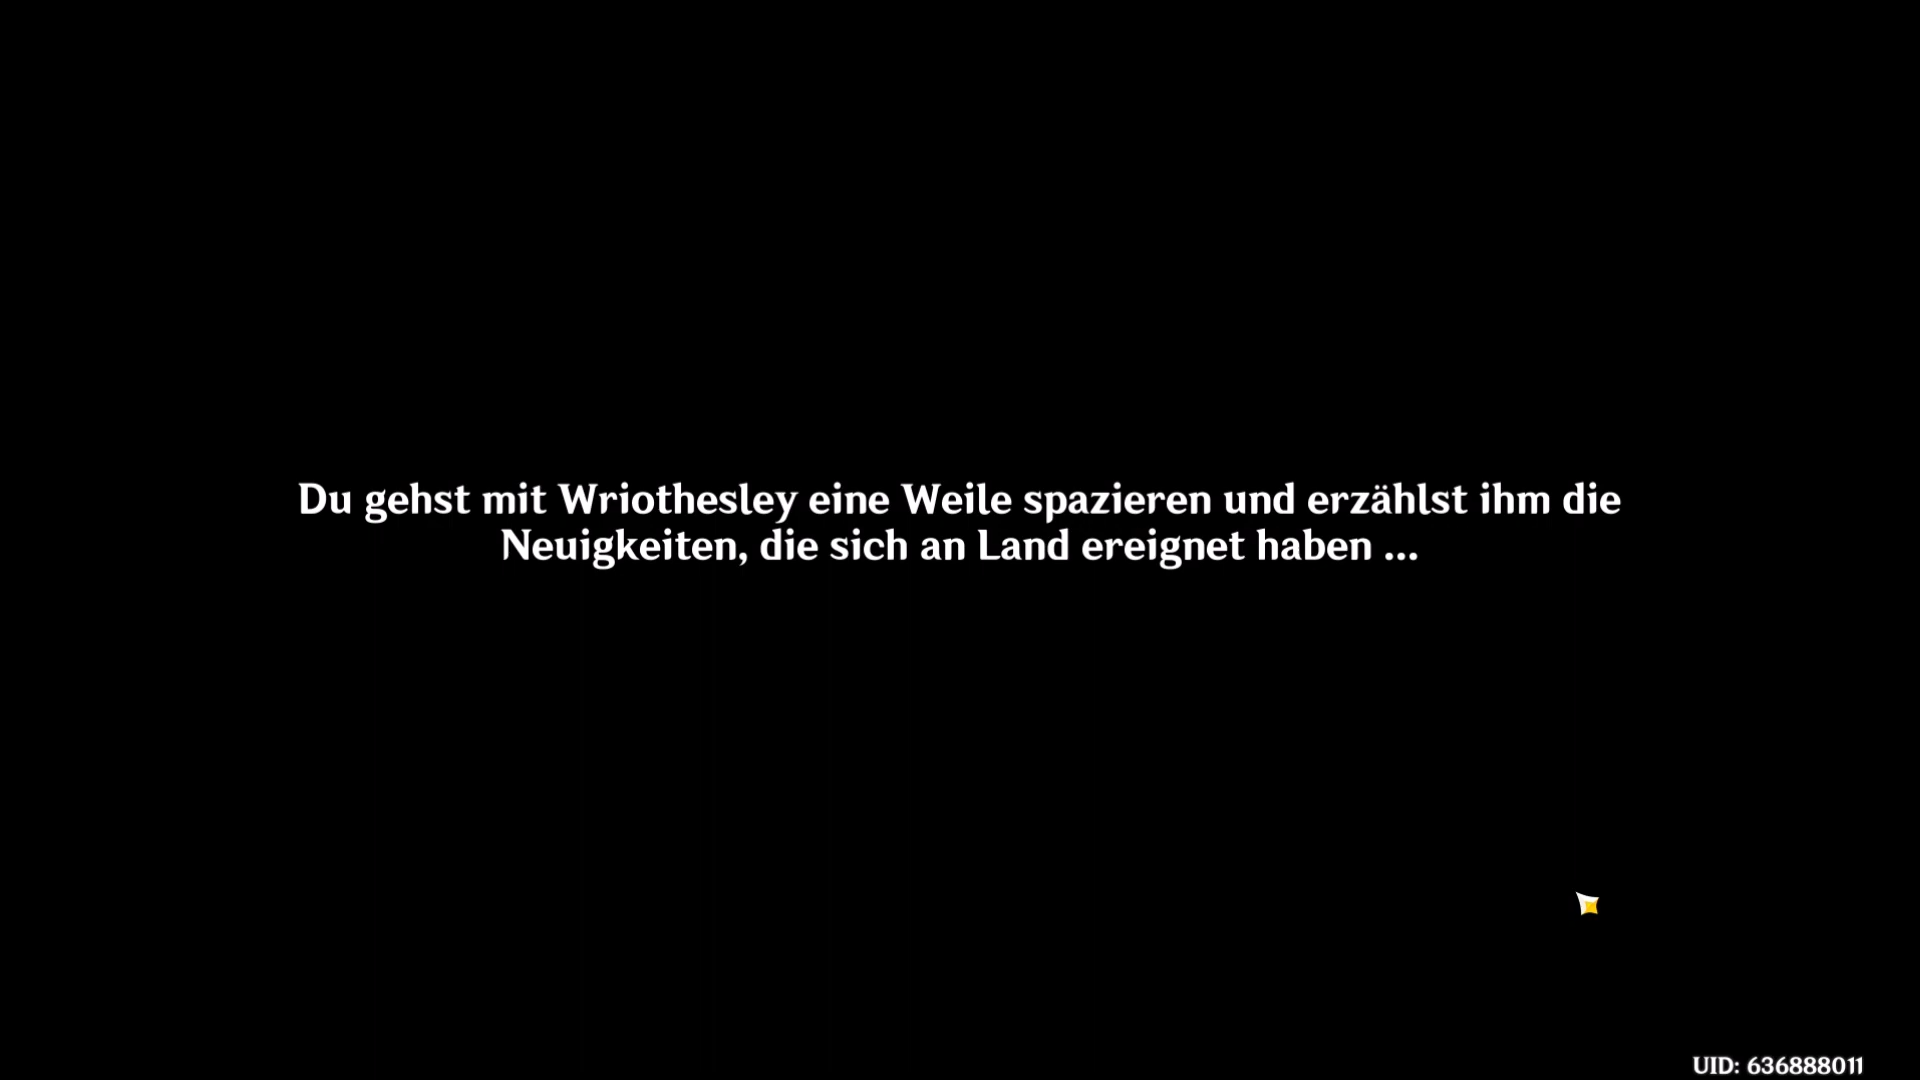 Du gehst mit Wriothesley eine Weile spazieren und erzählst ihm die
Neuigkeiten, die sich an Land ereignet haben ...
UID: 636888011